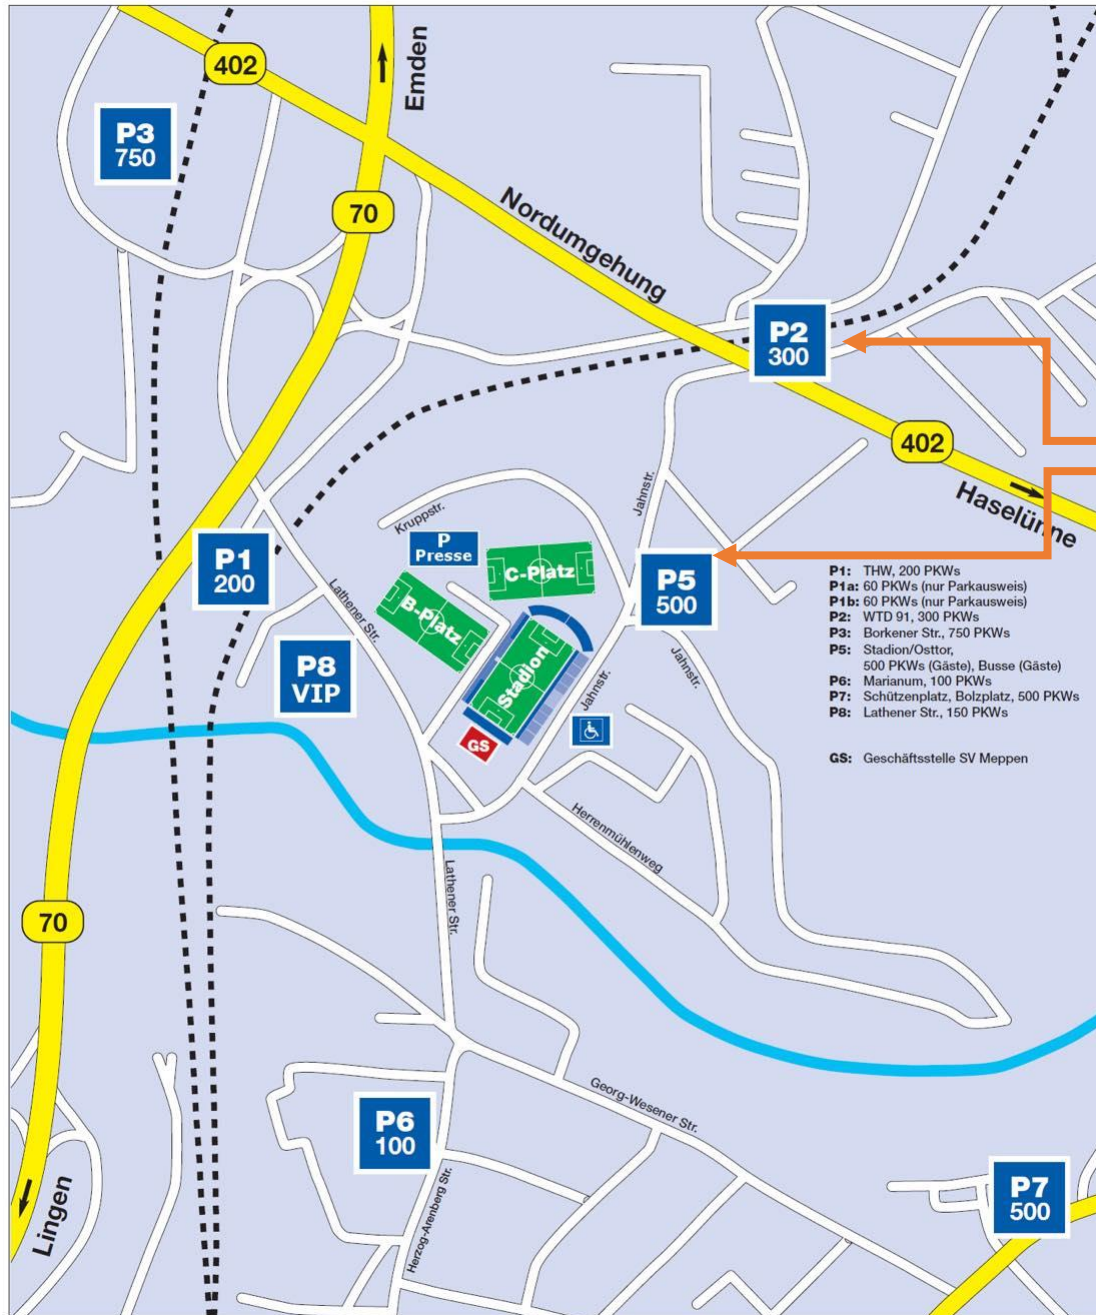 402
Emden
P3
750
70
Nordumgehung
P2
300
402
Haselünne
Jahnstr.
Kruppstr.
P
Presse
C-Platz
P1
200
P5
500
B-Platz
Lathener Str.
P8
VIP
Stadion
Jahnstr.
Jahnstr.
GS
P1: THW, 200 PKWs
P1a: 60 PKWs (nur Parkausweis)
P1b: 60 PKWs (nur Parkausweis)
P2: WTD 91, 300 PKWs
P3: Borkener Str., 750 PKWs
P5: Stadion/Osttor,
500 PKWs (Gäste), Busse (Gäste)
P6: Marianum, 100 PKWs
P7: Schützenplatz, Bolzplatz, 500 PKWs
P8: Lathener Str., 150 PKWs
GS: Geschäftsstelle SV Meppen
Herrenmühlenweg
Lathener Str.
70
Georg-Wesener Str.
P6
100
Herzog-Arenberg Str.
P7
500
Lingen